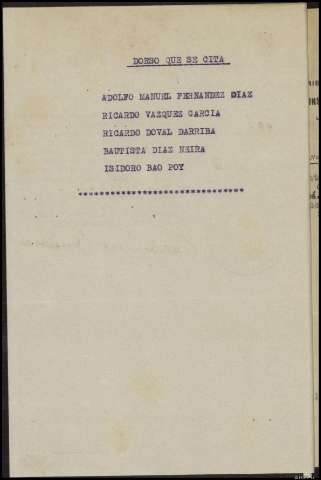 DORSO QUE SE CITA
ADOLFO MANUEL FERNANDEZ DIAZ
RICARDO VAZQUEZ GARCIA
RICARDO DOVAL DARRIBA
BAUTISTA DIAZ NEIRA
ISIDORO BAO POY